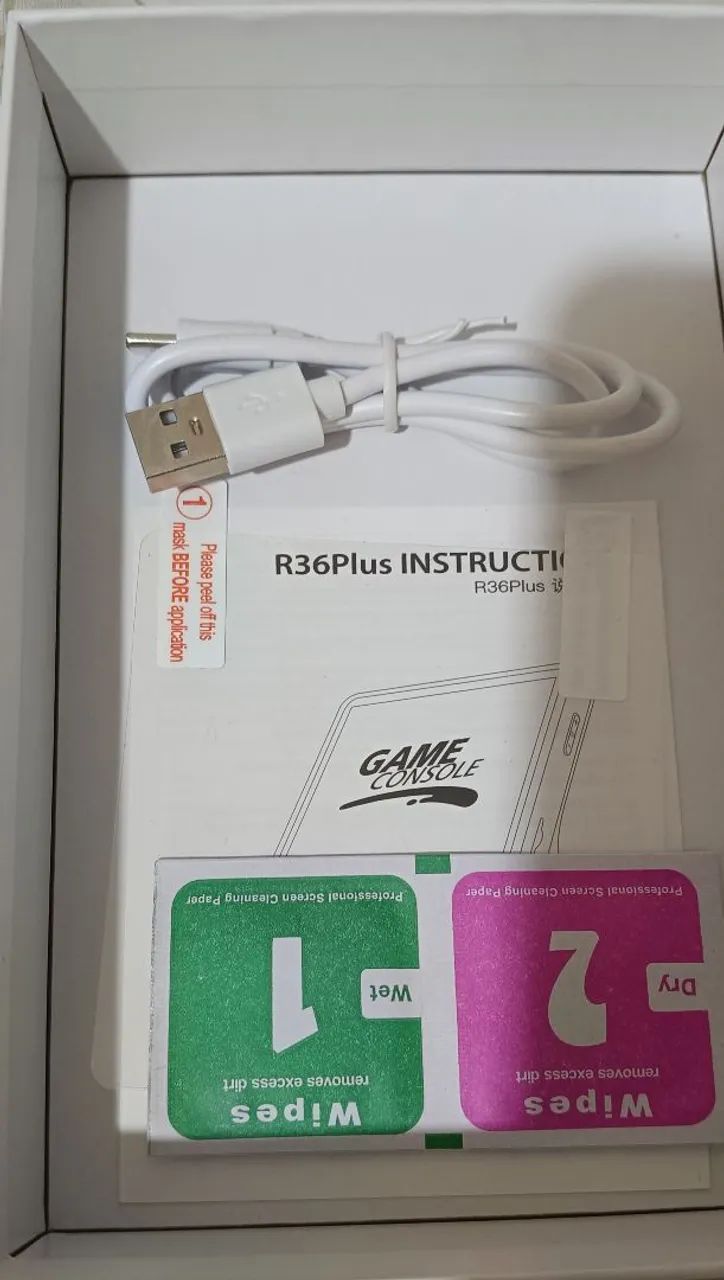 1
Please peel off this
mask BEFORE application
R36Plus INSTRUCTI
R36Plus 说
GAME
CONSOLE
Wipes
removes excess dirt
Wet
1
Professional Screen Cleaning Paper
Wipes
removes excess dirt
Dry
2
Professional Screen Cleaning Paper